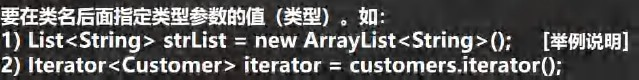 要在类名后面指定类型参数的值（类型）。如：
1) List<String> strList = new ArrayList<String>(); [举例说明]
2) Iterator<Customer> iterator = customers.iterator();